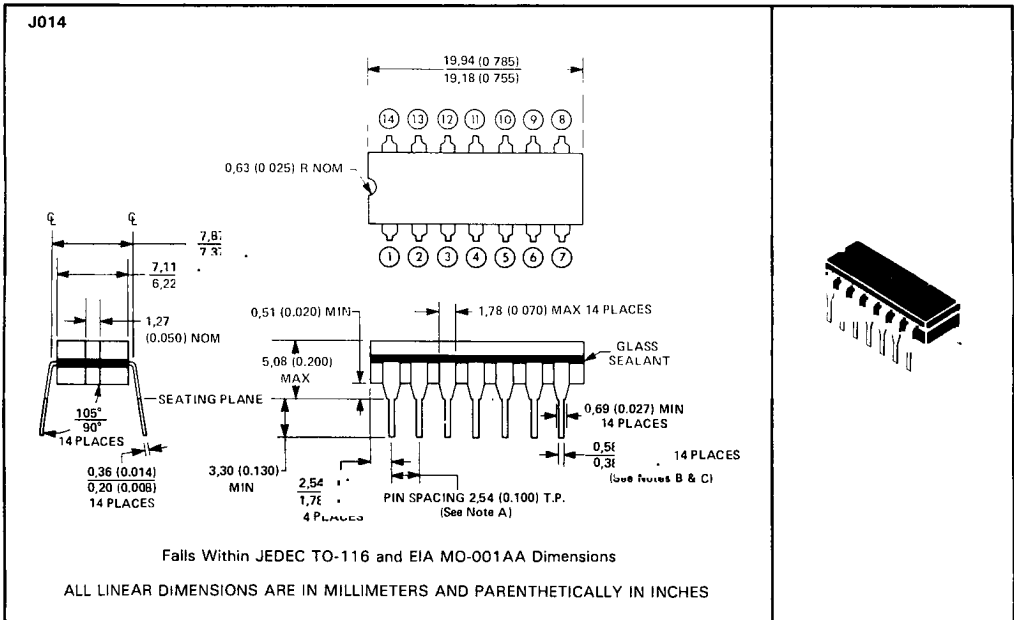 J014
19,94 (0 785)
19,18 (0 755)
14 13 12 11 10 9 8
0,63 (0 025) R NOM
1 2 3 4 5 6 7
7,11
6,22
1,27
(0.050) NOM
105°
90°
14 PLACES
0,36 (0.014)
0,20 (0.008)
14 PLACES
SEATING PLANE
0,51 (0.020) MIN
1,78 (0 070) MAX 14 PLACES
5,08 (0.200)
MAX
GLASS
SEALANT
3,30 (0.130)
MIN
2,54
1,78
4 PLACES
PIN SPACING 2,54 (0.100) T.P.
(See Note A)
0,69 (0.027) MIN
14 PLACES
14 PLACES
(See Notes B & C)
Falls Within JEDEC TO-116 and EIA MO-001AA Dimensions
ALL LINEAR DIMENSIONS ARE IN MILLIMETERS AND PARENTHETICALLY IN INCHES